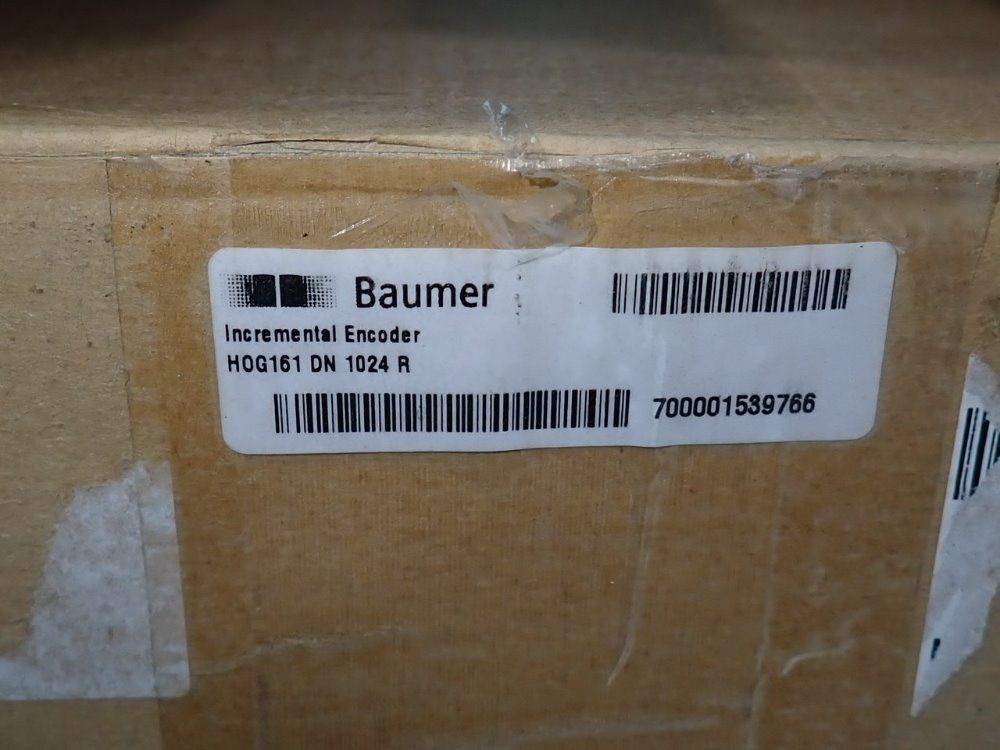 Baumer
Incremental Encoder
HOG161 DN 1024 R
700001539766